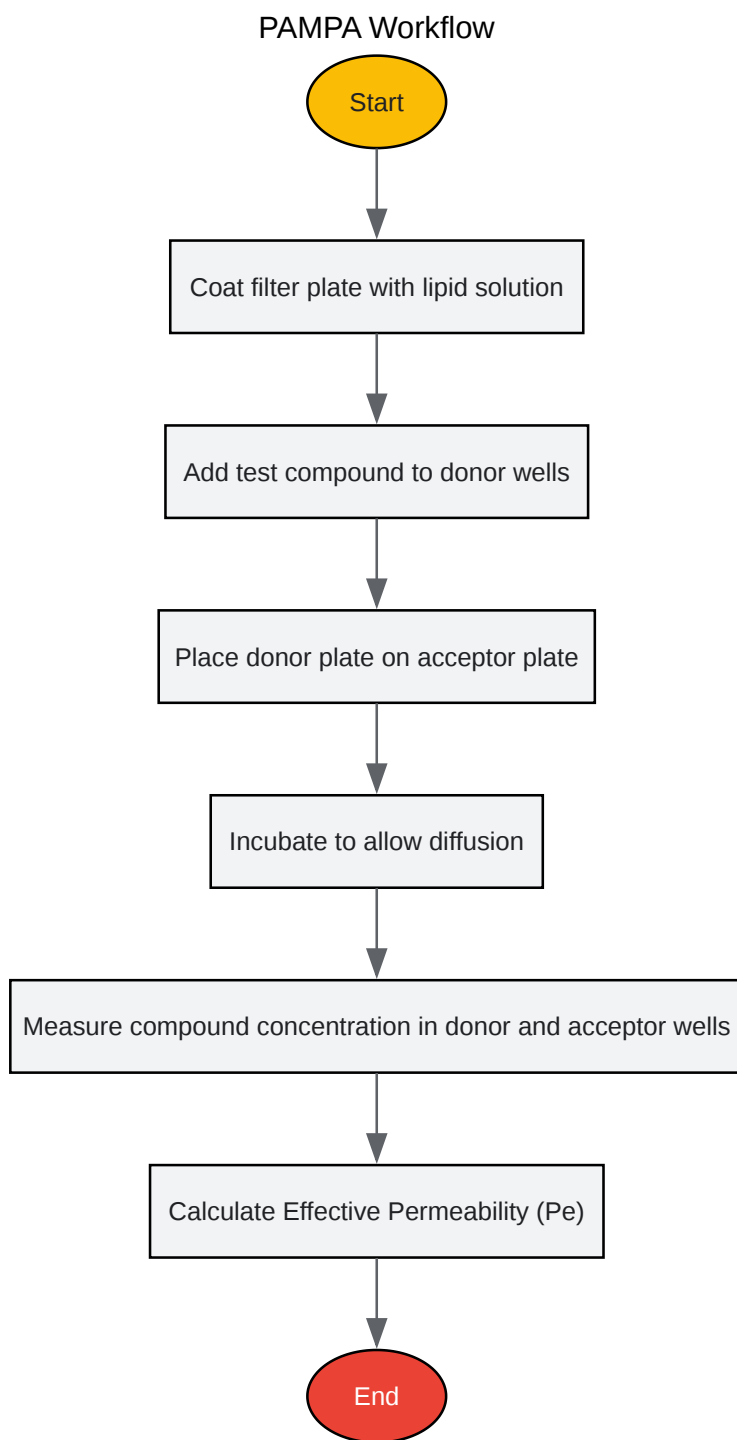 PAMPA Workflow
Start
Coat filter plate with lipid solution
Add test compound to donor wells
Place donor plate on acceptor plate
Incubate to allow diffusion
Measure compound concentration in donor and acceptor wells
Calculate Effective Permeability (Pe)
End